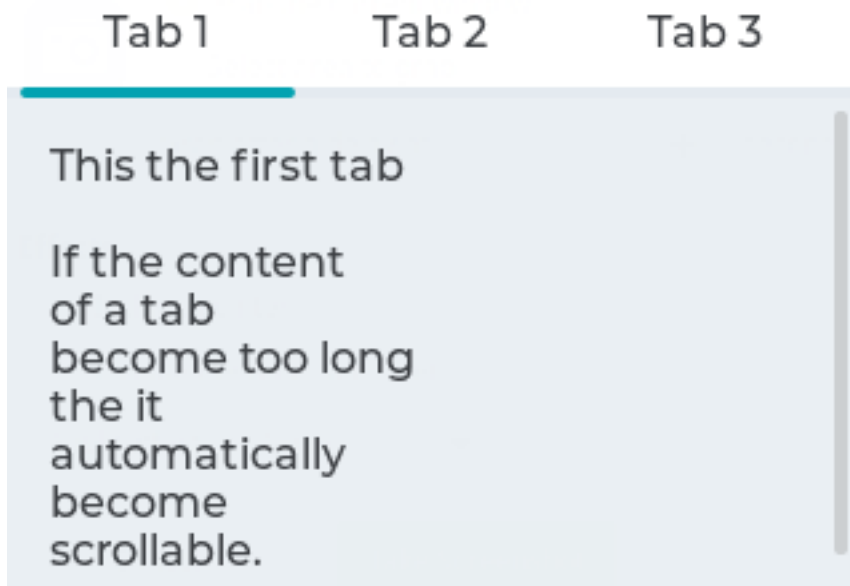 Tab 1 Tab 2 Tab 3
This the first tab
If the content
of a tab
become too long
the it
automatically
become
scrollable.